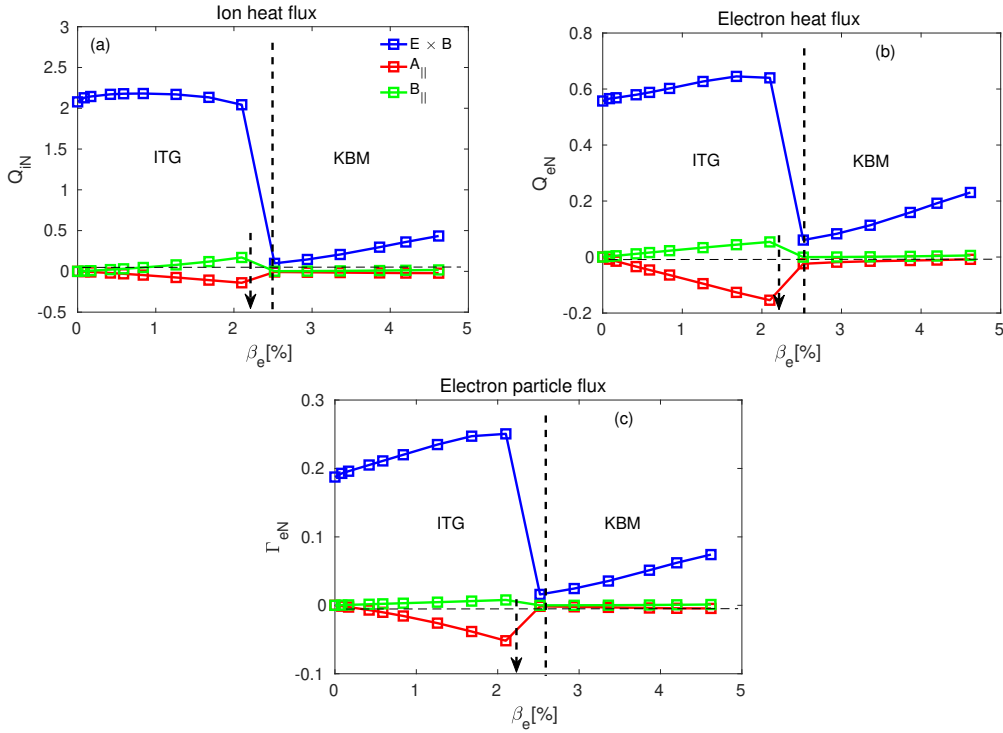 Ion heat flux
(a)
E × B
A||
B||
ITG
KBM
Q_iN
3
2.5
2
1.5
1
0.5
0
-0.5
0 1 2 3 4 5
β_e[%]
Electron heat flux
(b)
ITG
KBM
Q_eN
0.8
0.6
0.4
0.2
0
-0.2
0 1 2 3 4 5
β_e[%]
Electron particle flux
(c)
ITG
KBM
Γ_eN
0.3
0.2
0.1
0
-0.1
0 1 2 3 4 5
β_e[%]